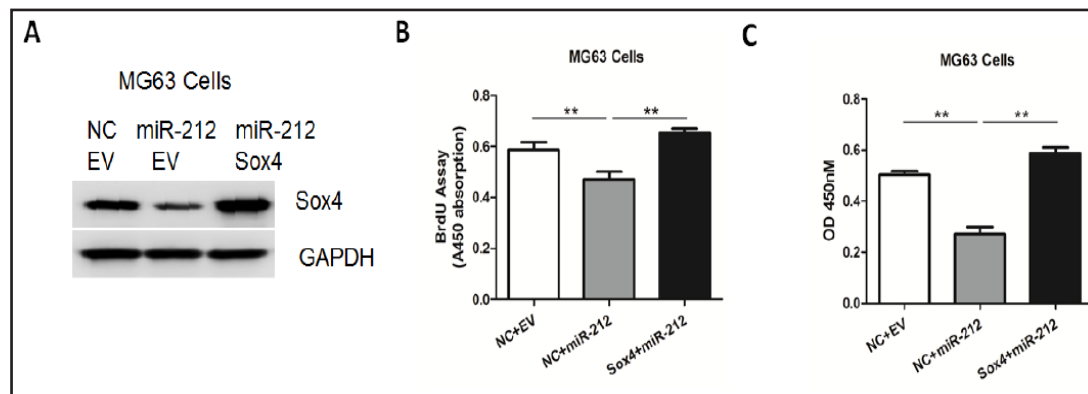 A
MG63 Cells
NC miR-212 miR-212
EV EV Sox4
Sox4
GAPDH
B
MG63 Cells
BrdU Assay
(A450 absorption)
0.8
0.6
0.4
0.2
0.0
** **
NC+EV
NC+miR-212
Sox4+miR-212
C
MG63 Cells
OD 450nM
0.8
0.6
0.4
0.2
0.0
** **
NC+EV
NC+miR-212
Sox4+miR-212